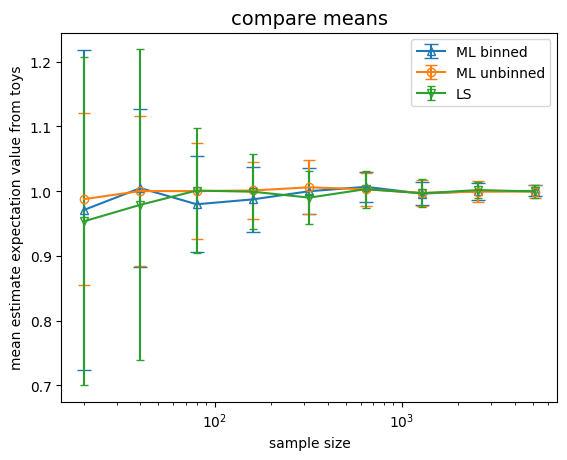 compare means
mean estimate expectation value from toys
1.2
1.1
1.0
0.9
0.8
0.7
ML binned
ML unbinned
LS
10²
10³
sample size